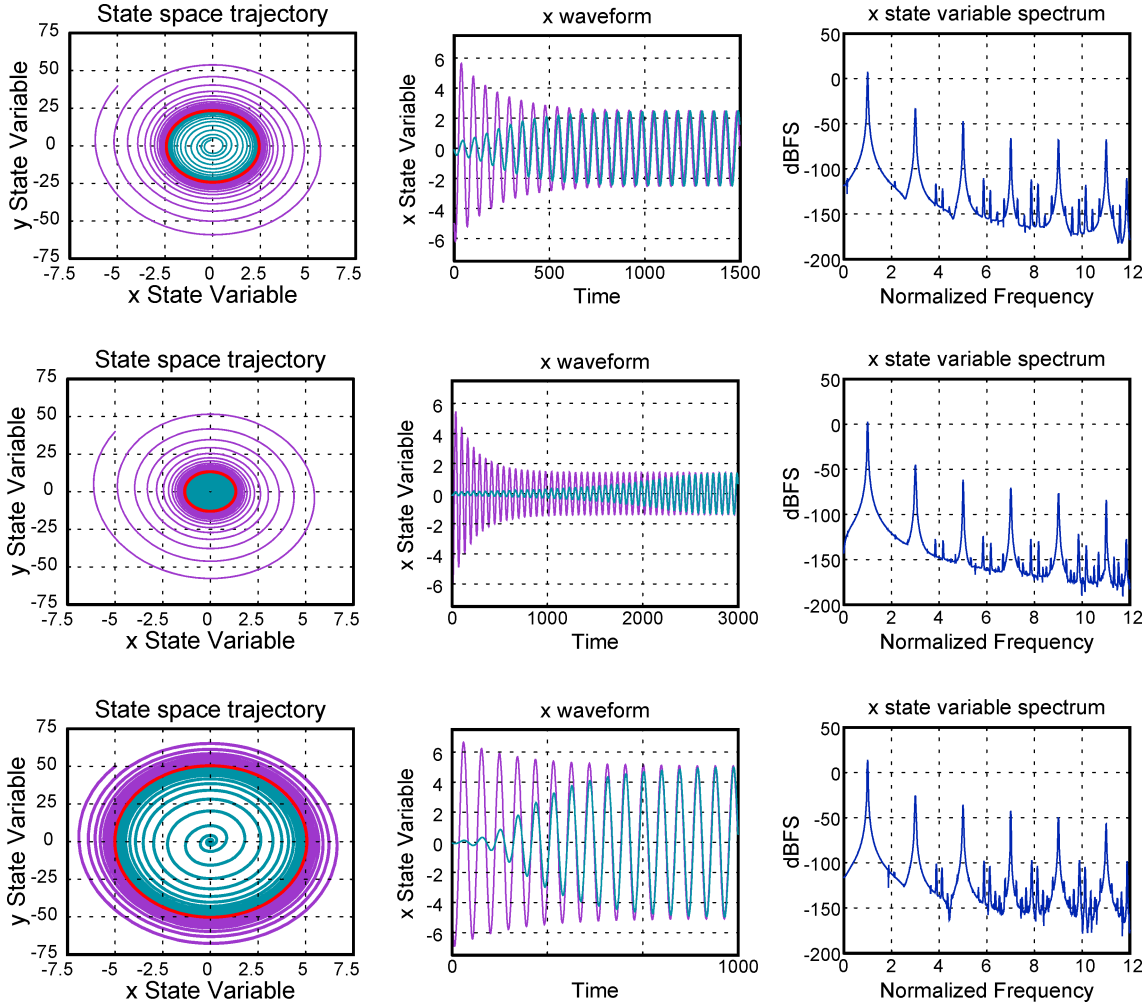 State space trajectory
x waveform
x state variable spectrum
y State Variable
75
50
25
0
-25
-50
-75
-7.5 -5 -2.5 0 2.5 5 7.5
x State Variable
x State Variable
6
4
2
0
-2
-4
-6
0 500 1000 1500
Time
dBFS
50
0
-50
-100
-150
-200
0 2 4 6 8 10 12
Normalized Frequency
State space trajectory
x waveform
x state variable spectrum
y State Variable
75
50
25
0
-25
-50
-75
-7.5 -5 -2.5 0 2.5 5 7.5
x State Variable
x State Variable
6
4
2
0
-2
-4
-6
0 1000 2000 3000
Time
dBFS
50
0
-50
-100
-150
-200
0 2 4 6 8 10 12
Normalized Frequency
State space trajectory
x waveform
x state variable spectrum
y State Variable
75
50
25
0
-25
-50
-75
-7.5 -5 -2.5 0 2.5 5 7.5
x State Variable
x State Variable
6
4
2
0
-2
-4
-6
0 1000
Time
dBFS
50
0
-50
-100
-150
-200
0 2 4 6 8 10 12
Normalized Frequency